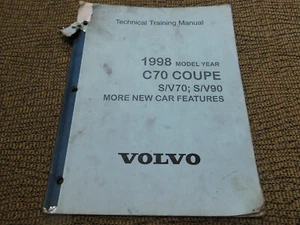 Technical Training Manual
1998 MODEL YEAR
C70 COUPE
S/V70; S/V90
MORE NEW CAR FEATURES
VOLVO